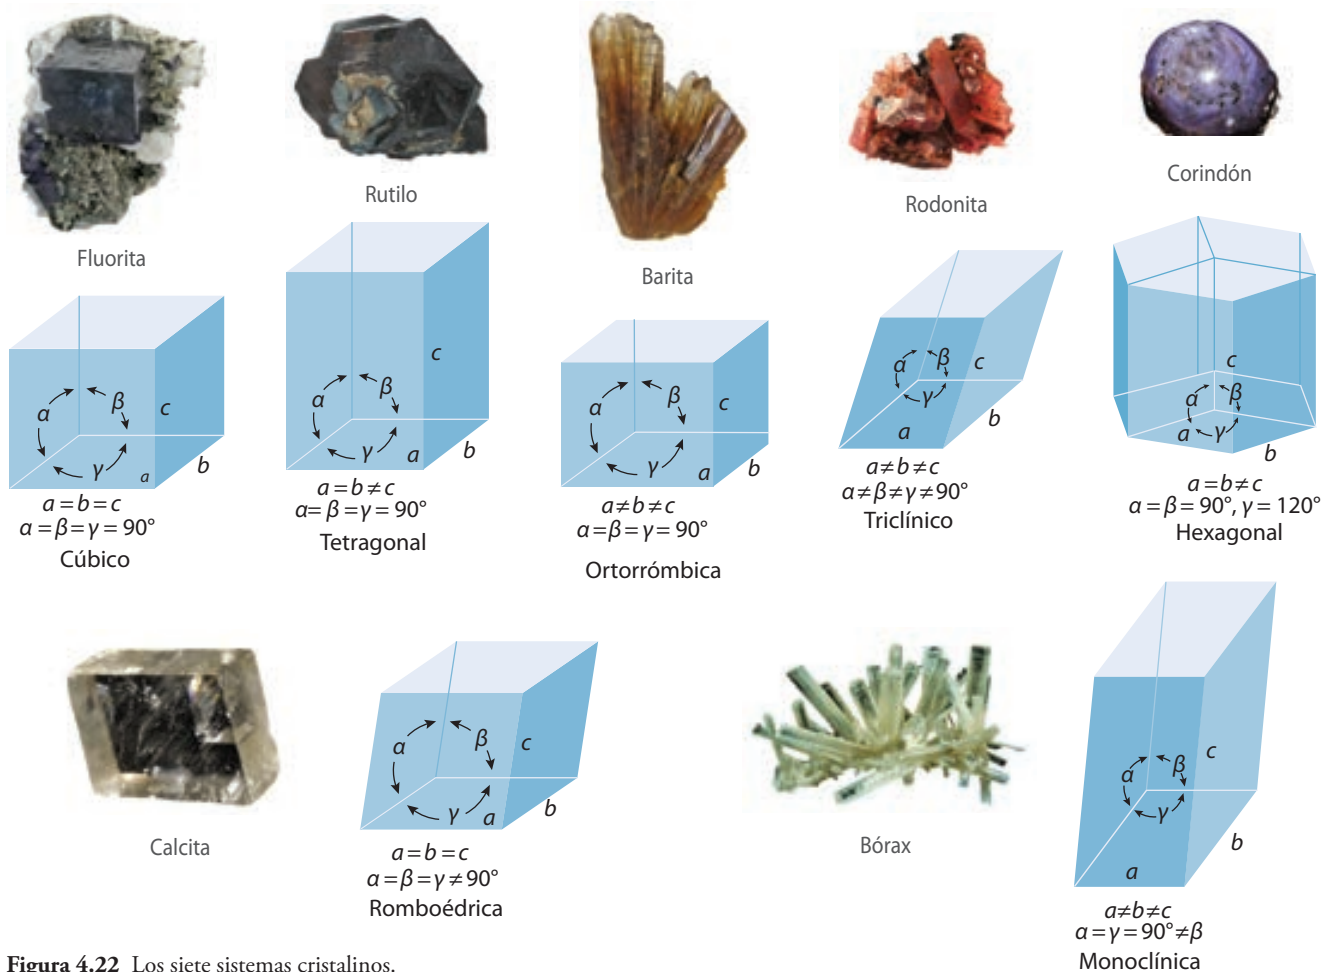 Fluorita
Rutilo
Barita
Rodonita
Corindón
α
β
γ
a
b
c
a = b = c
α = β = γ = 90°
Cúbico
α
β
γ
a
b
c
a = b ≠ c
α = β = γ = 90°
Tetragonal
α
β
γ
a
b
c
a ≠ b ≠ c
α = β = γ = 90°
Ortorrómbica
α
β
γ
a
b
c
a ≠ b ≠ c
α ≠ β ≠ γ ≠ 90°
Triclínico
c
α
β
a
γ
b
a = b ≠ c
α = β = 90°, γ = 120°
Hexagonal
Calcita
α
β
γ
a
b
c
a = b = c
α = β = γ ≠ 90°
Romboédrica
Bórax
α
β
γ
a
b
c
a ≠ b ≠ c
α = γ = 90° ≠ β
Monoclínica
Figura 4.22 Los siete sistemas cristalinos.